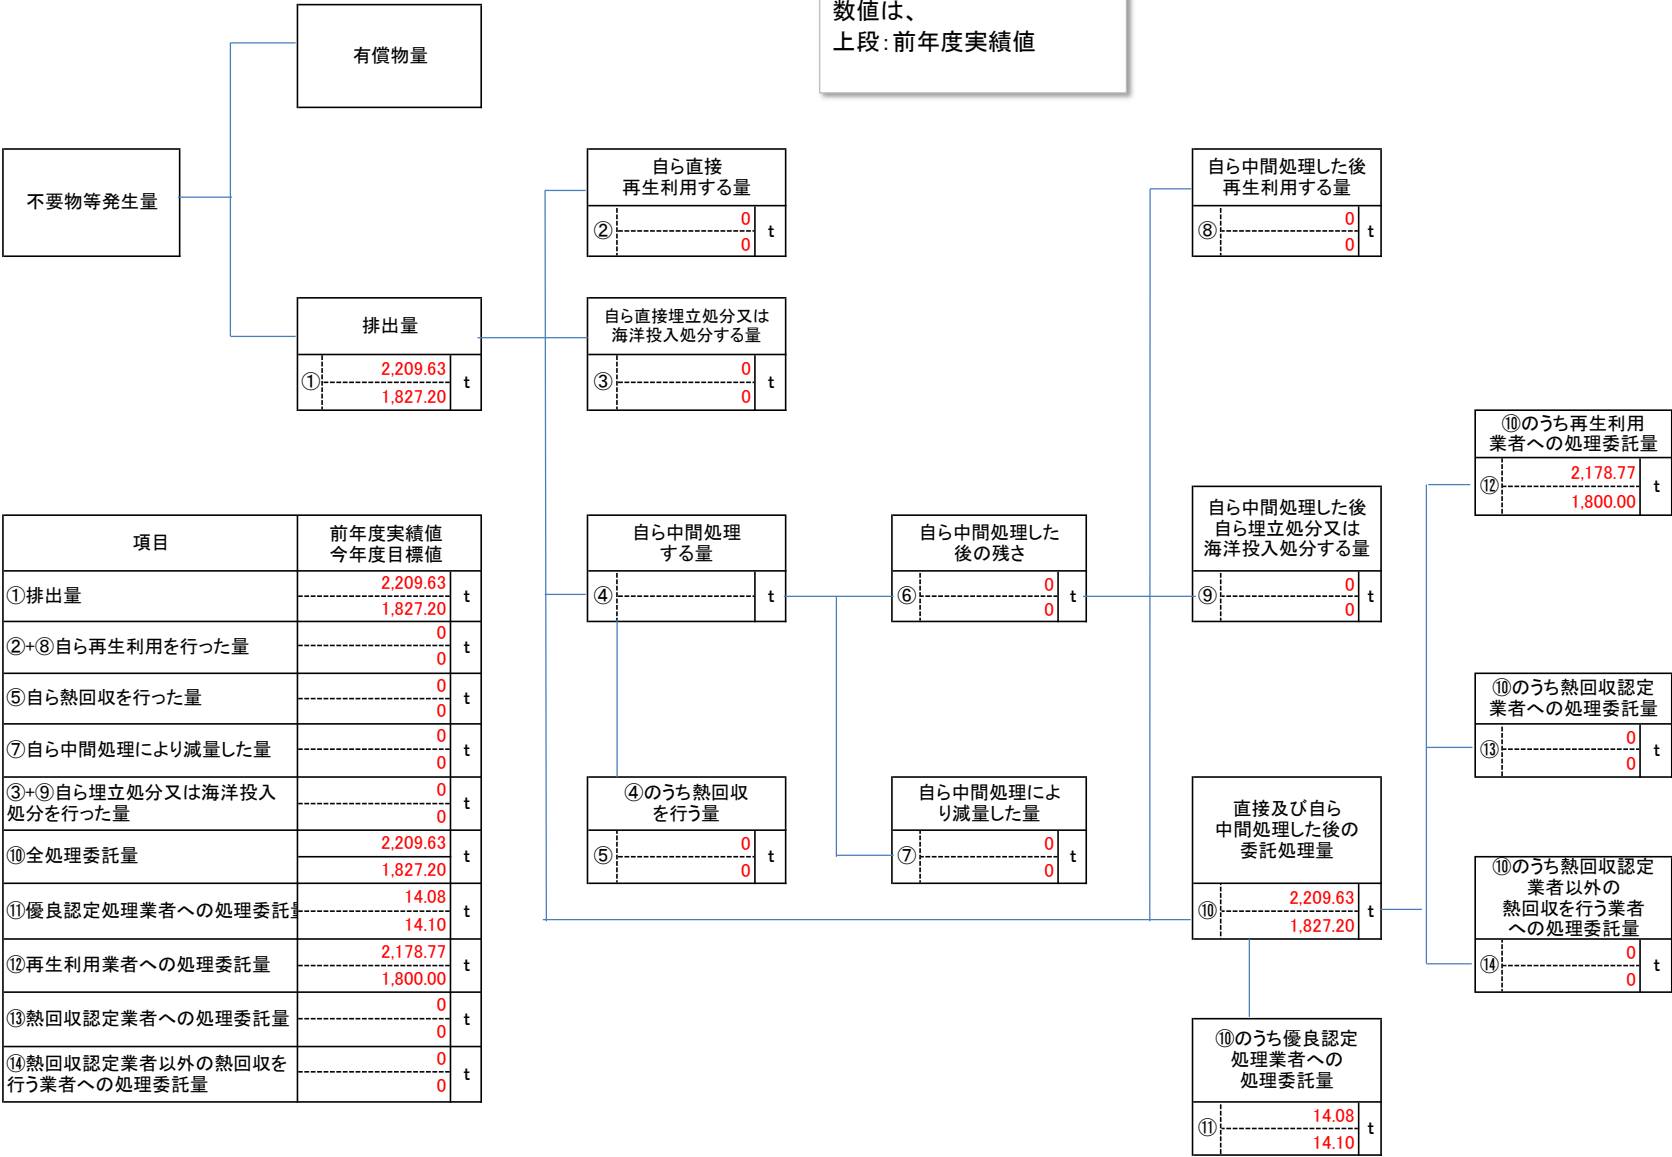 数値は、
上段：前年度実績値
有償物量
不要物等発生量
排出量
①
2,209.63
1,827.20
t
自ら直接
再生利用する量
②
0
0
t
自ら直接埋立処分又は
海洋投入処分する量
③
0
0
t
自ら中間処理した後
再生利用する量
⑧
0
0
t
自ら中間処理
する量
④
t
自ら中間処理した
後の残さ
⑥
0
0
t
自ら中間処理した後
自ら埋立処分又は
海洋投入処分する量
⑨
0
0
t
⑩のうち再生利用
業者への処理委託量
⑫
2,178.77
1,800.00
t
⑩のうち熱回収認定
業者への処理委託量
⑬
0
0
t
④のうち熱回収
を行う量
⑤
0
0
t
自ら中間処理によ
り減量した量
⑦
0
0
t
直接及び自ら
中間処理した後の
委託処理量
⑩
2,209.63
1,827.20
t
⑩のうち熱回収認定
業者以外の
熱回収を行う業者
への処理委託量
⑭
0
0
t
⑩のうち優良認定
処理業者への
処理委託量
⑪
14.08
14.10
t
項目
前年度実績値
今年度目標値
①排出量
2,209.63
1,827.20
t
②+⑧自ら再生利用を行った量
0
0
t
⑤自ら熱回収を行った量
0
0
t
⑦自ら中間処理により減量した量
0
0
t
③+⑨自ら埋立処分又は海洋投入
処分を行った量
0
0
t
⑩全処理委託量
2,209.63
1,827.20
t
⑪優良認定処理業者への処理委託
14.08
14.10
t
⑫再生利用業者への処理委託量
2,178.77
1,800.00
t
⑬熱回収認定業者への処理委託量
0
0
t
⑭熱回収認定業者以外の熱回収を
行う業者への処理委託量
0
0
t